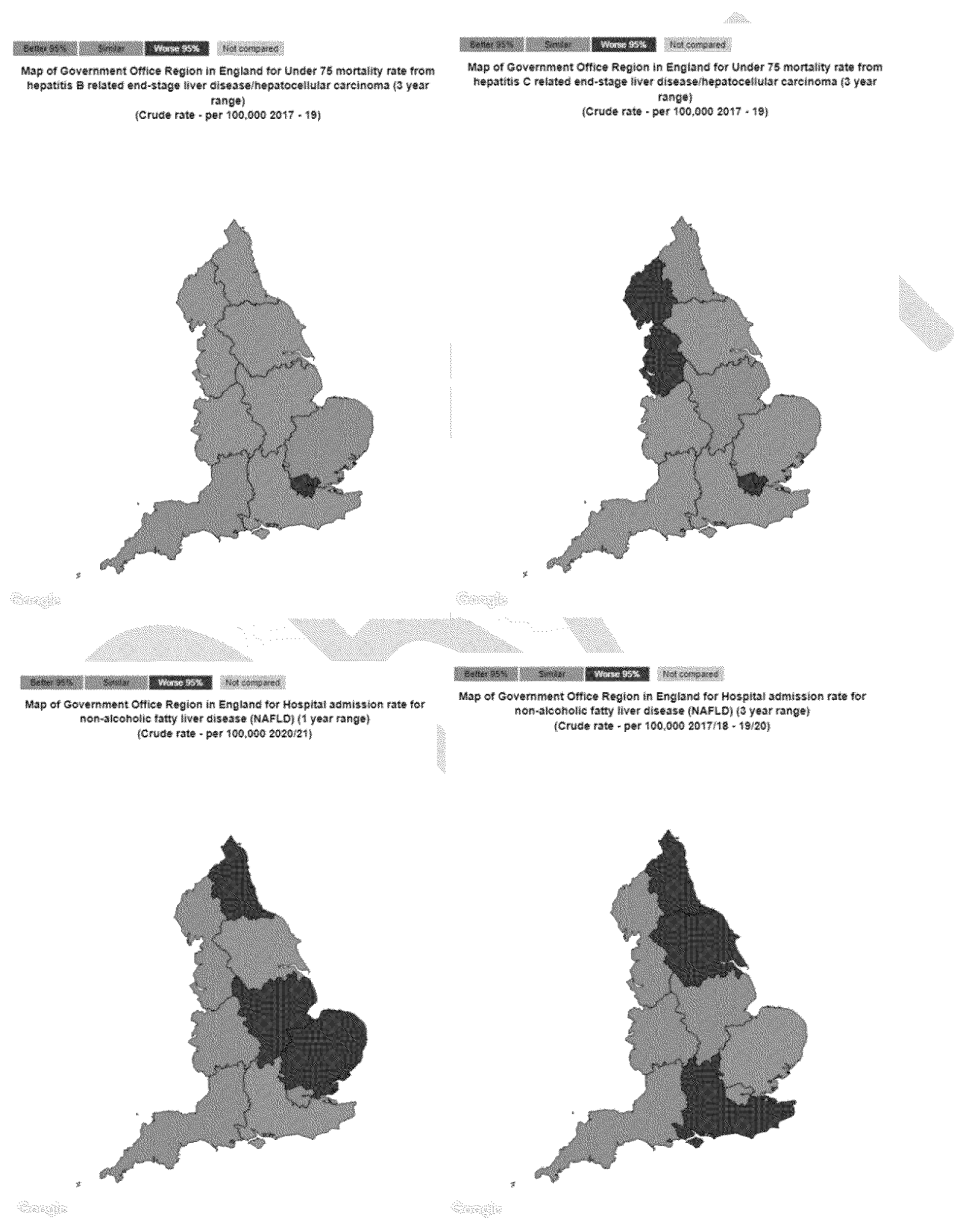 Better 95% Similar Worse 95% Not compared
Map of Government Office Region in England for Under 75 mortality rate from
hepatitis B related end-stage liver disease/hepatocellular carcinoma (3 year
range)
(Crude rate - per 100,000 2017 - 19)
Google
Better 95% Similar Worse 95% Not compared
Map of Government Office Region in England for Under 75 mortality rate from
hepatitis C related end-stage liver disease/hepatocellular carcinoma (3 year
range)
(Crude rate - per 100,000 2017 - 19)
Google
Better 95% Similar Worse 95% Not compared
Map of Government Office Region in England for Hospital admission rate for
non-alcoholic fatty liver disease (NAFLD) (1 year range)
(Crude rate - per 100,000 2020/21)
Google
Better 95% Similar Worse 95% Not compared
Map of Government Office Region in England for Hospital admission rate for
non-alcoholic fatty liver disease (NAFLD) (3 year range)
(Crude rate - per 100,000 2017/18 - 19/20)
Google